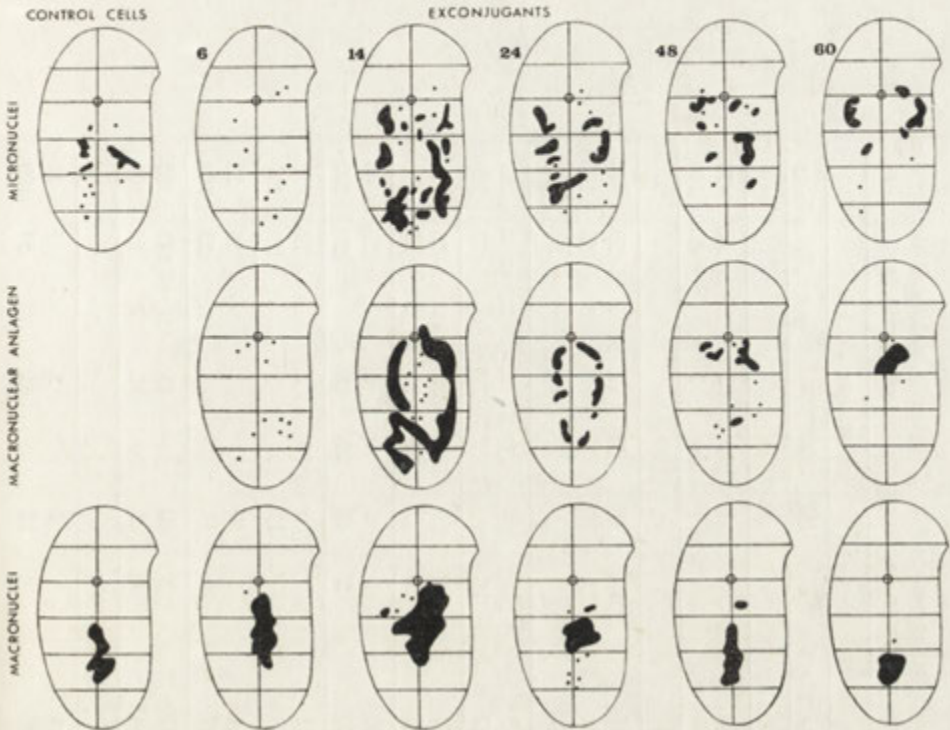 CONTROL CELLS
EXCONJUGANTS
6
14
24
48
60
MICRONUCLEI
MACRONUCLEAR ANLAGEN
MACRONUCLEI